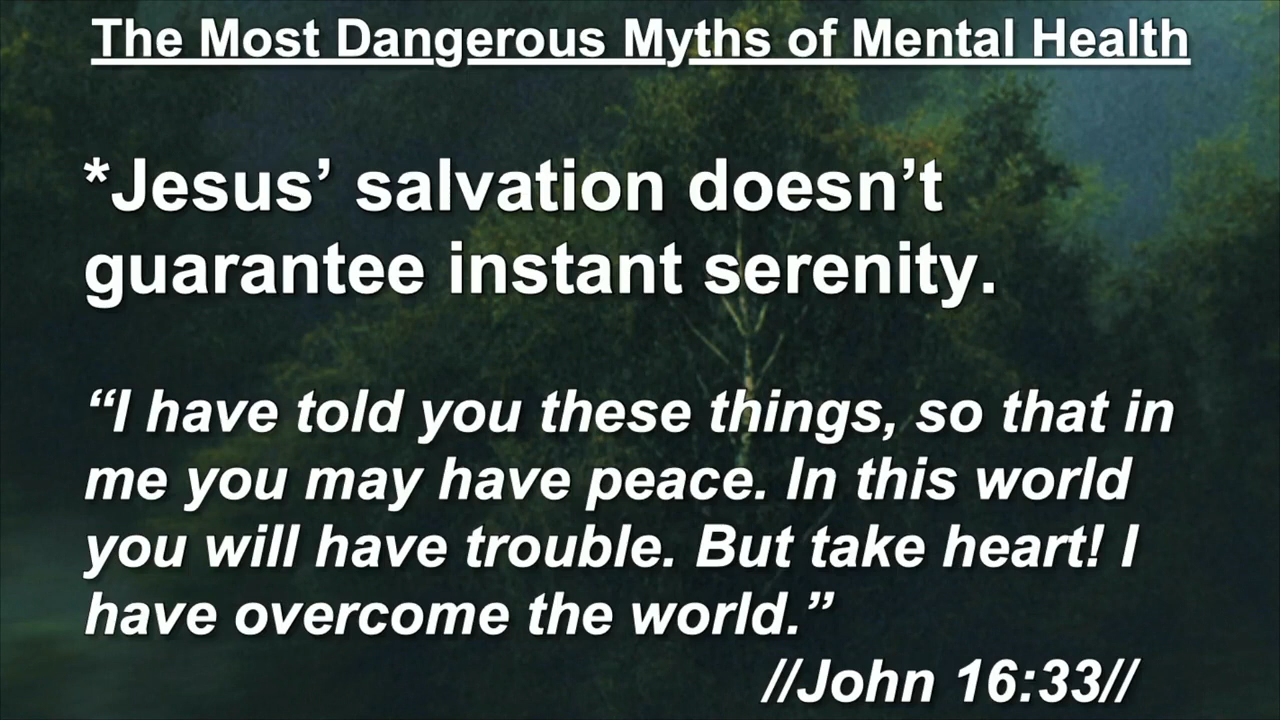 The Most Dangerous Myths of Mental Health
*Jesus’ salvation doesn’t
guarantee instant serenity.
“I have told you these things, so that in
me you may have peace. In this world
you will have trouble. But take heart! I
have overcome the world.”
//John 16:33//